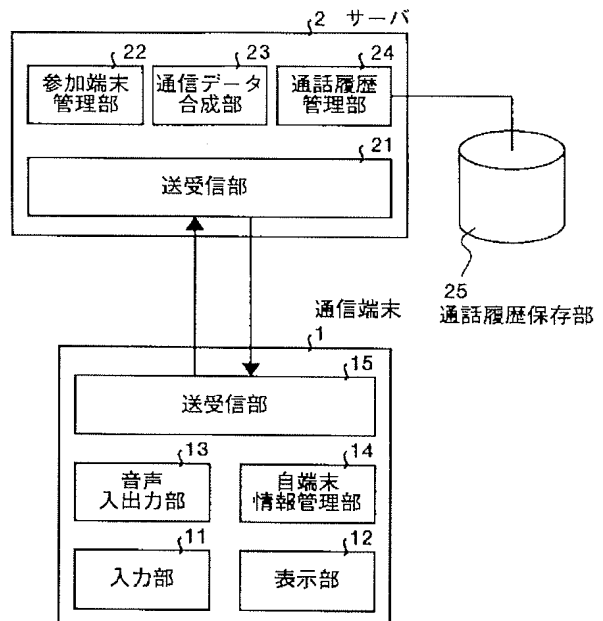 2 サーバ
22 23 24
参加端末
管理部
通信データ
合成部
通話履歴
管理部
21
送受信部
25
通話履歴保存部
通信端末
1
15
送受信部
13
音声
入出力部
14
自端末
情報管理部
11
入力部
12
表示部